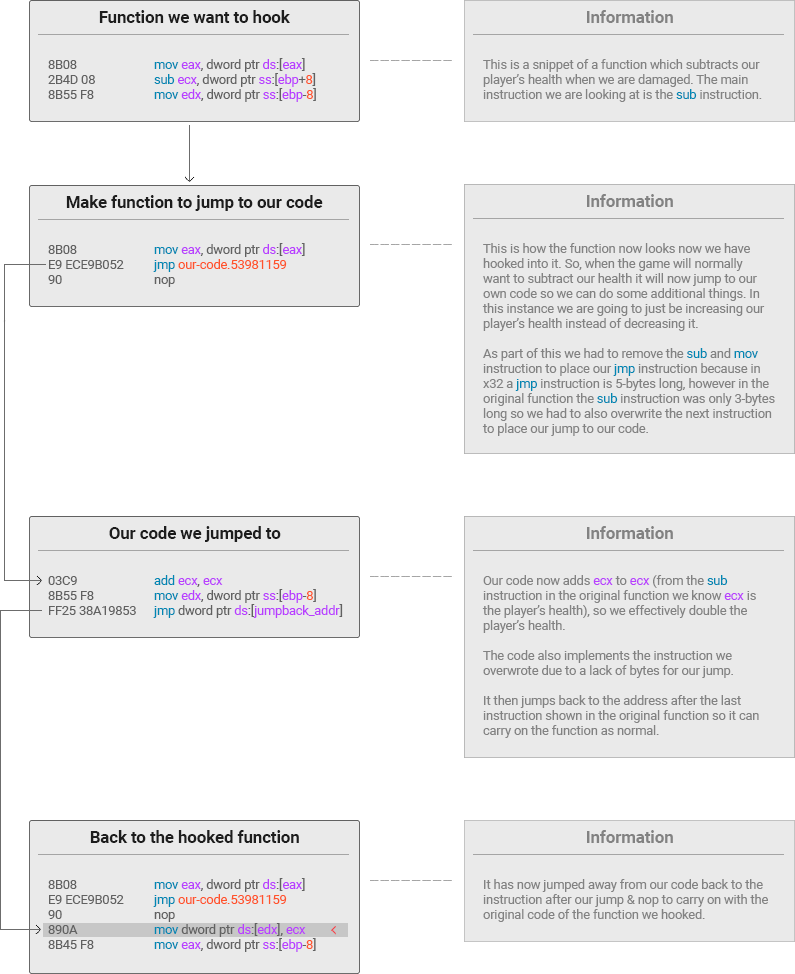 Function we want to hook
8B08 mov eax, dword ptr ds:[eax]
2B4D 08 sub ecx, dword ptr ss:[ebp+8]
8B55 F8 mov edx, dword ptr ss:[ebp-8]
Information
This is a snippet of a function which subtracts our
player's health when we are damaged. The main
instruction we are looking at is the sub instruction.
Make function to jump to our code
8B08 mov eax, dword ptr ds:[eax]
E9 ECE9B052 jmp our-code.53981159
90 nop
Information
This is how the function now looks now we have
hooked into it. So, when the game will normally
want to subtract our health it will now jump to our
own code so we can do some additional things. In
this instance we are going to just be increasing our
player's health instead of decreasing it.
As part of this we had to remove the sub and mov
instruction to place our jmp instruction because in
x32 a jmp instruction is 5-bytes long, however in the
original function the sub instruction was only 3-bytes
long so we had to also overwrite the next instruction
to place our jump to our code.
Our code we jumped to
03C9 add ecx, ecx
8B55 F8 mov edx, dword ptr ss:[ebp-8]
FF25 38A19853 jmp dword ptr ds:[jumpback_addr]
Information
Our code now adds ecx to ecx (from the sub
instruction in the original function we know ecx is
the player's health), so we effectively double the
player's health.
The code also implements the instruction we
overwrote due to a lack of bytes for our jump.
It then jumps back to the address after the last
instruction shown in the original function so it can
carry on the function as normal.
Back to the hooked function
8B08 mov eax, dword ptr ds:[eax]
E9 ECE9B052 jmp our-code.53981159
90 nop
890A mov dword ptr ds:[edx], ecx <
8B45 F8 mov eax, dword ptr ss:[ebp-8]
Information
It has now jumped away from our code back to the
instruction after our jump & nop to carry on with the
original code of the function we hooked.